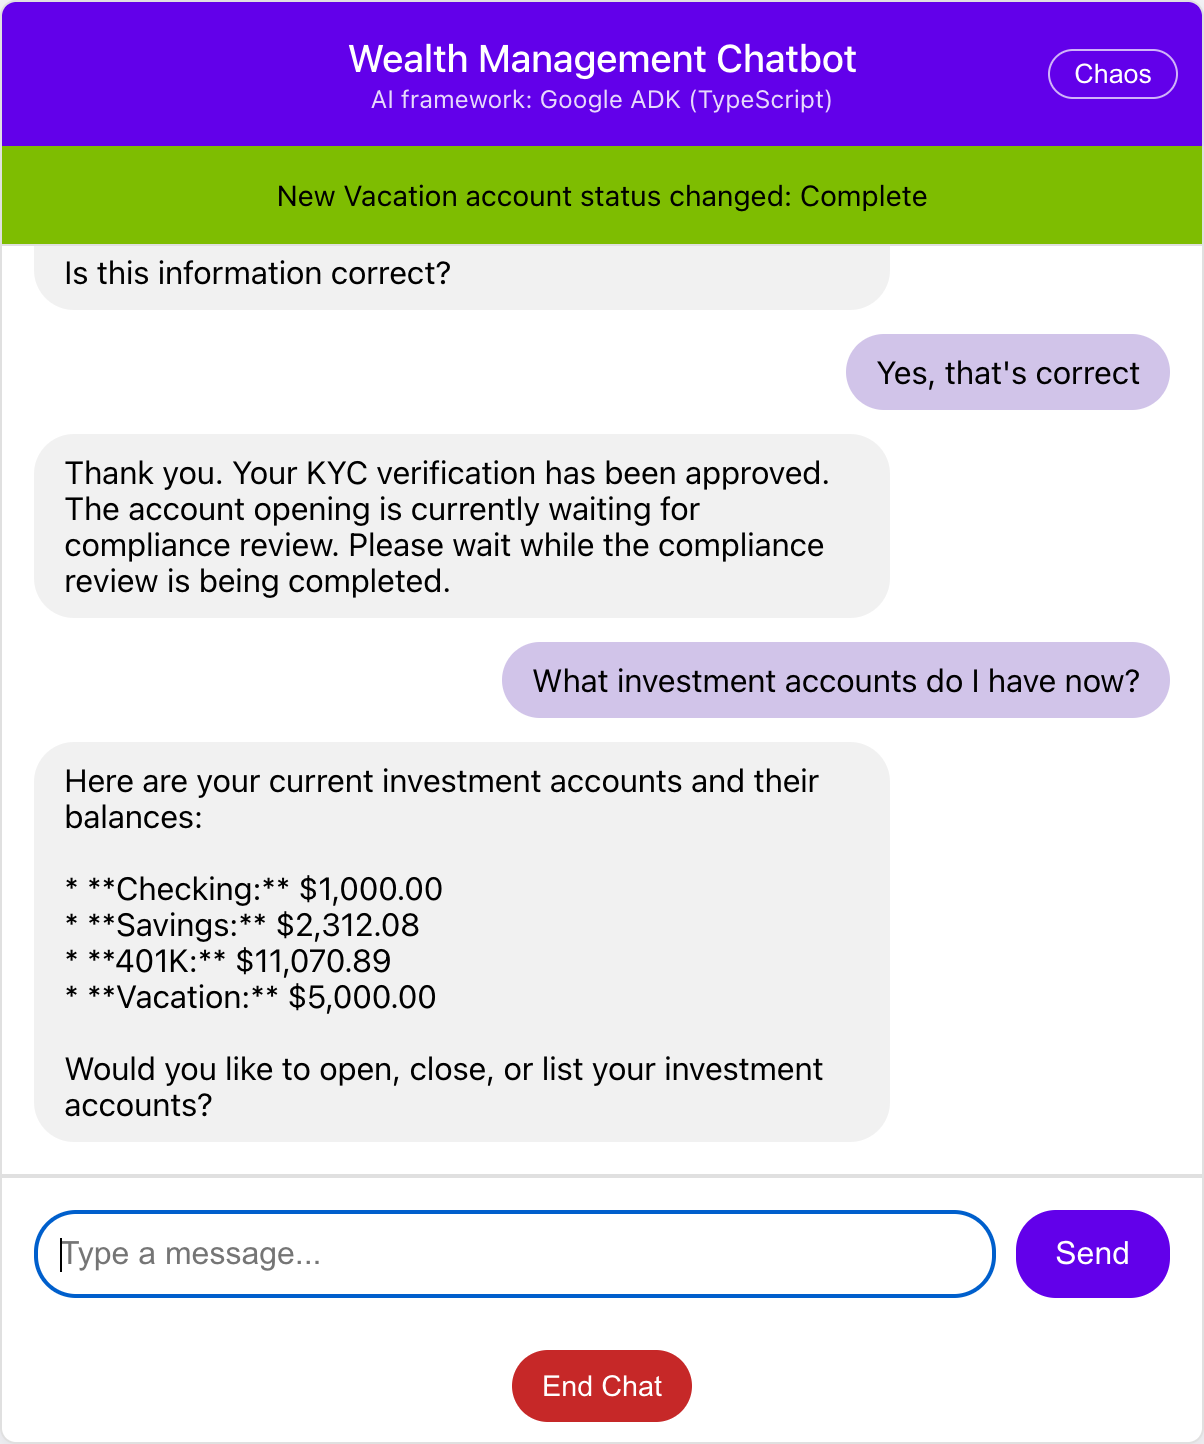 Wealth Management Chatbot
AI framework: Google ADK (TypeScript)
Chaos
New Vacation account status changed: Complete
Is this information correct?
Yes, that's correct
Thank you. Your KYC verification has been approved.
The account opening is currently waiting for
compliance review. Please wait while the compliance
review is being completed.
What investment accounts do I have now?
Here are your current investment accounts and their
balances:
* **Checking:** $1,000.00
* **Savings:** $2,312.08
* **401K:** $11,070.89
* **Vacation:** $5,000.00
Would you like to open, close, or list your investment
accounts?
Type a message...
Send
End Chat